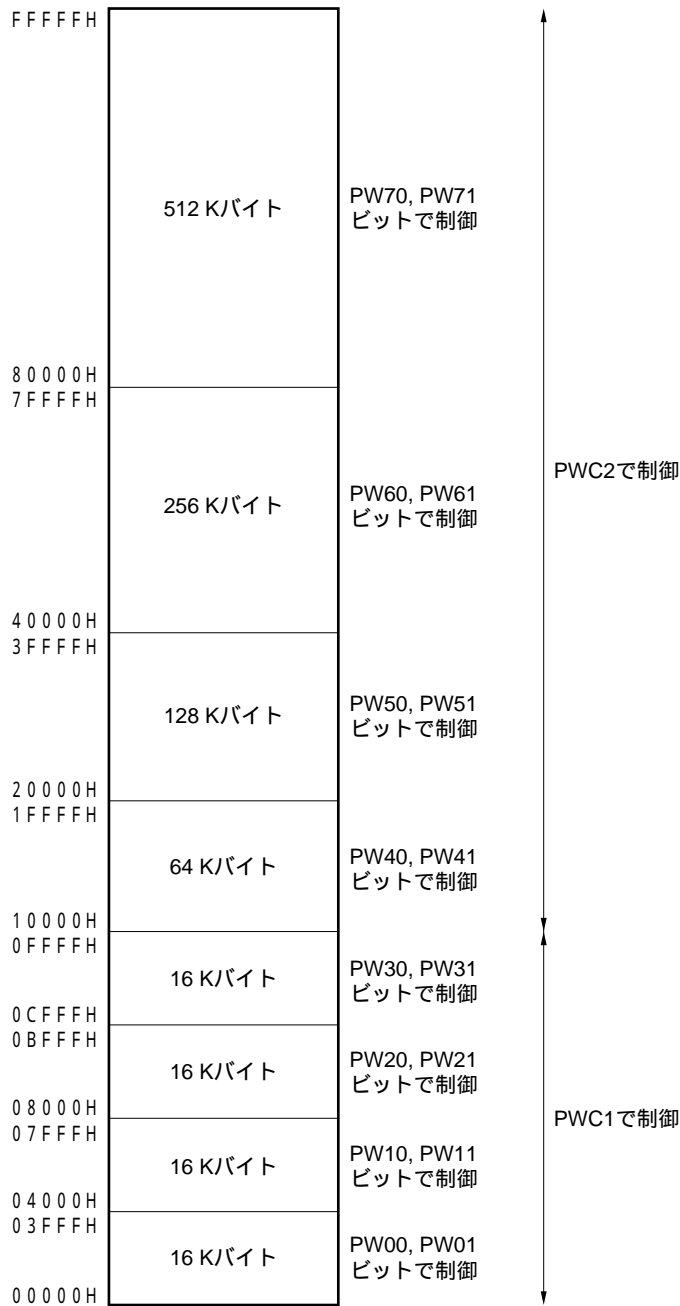 FFFFFH
512 Kバイト
PW70, PW71
ビットで制御
80000H
7FFFFH
PWC2で制御
256 Kバイト
PW60, PW61
ビットで制御
40000H
3FFFFH
128 Kバイト
PW50, PW51
ビットで制御
20000H
1FFFFH
64 Kバイト
PW40, PW41
ビットで制御
10000H
0FFFFH
16 Kバイト
PW30, PW31
ビットで制御
0CFFFH
0BFFFH
16 Kバイト
PW20, PW21
ビットで制御
08000H
07FFFH
PWC1で制御
16 Kバイト
PW10, PW11
ビットで制御
04000H
03FFFH
16 Kバイト
PW00, PW01
ビットで制御
00000H